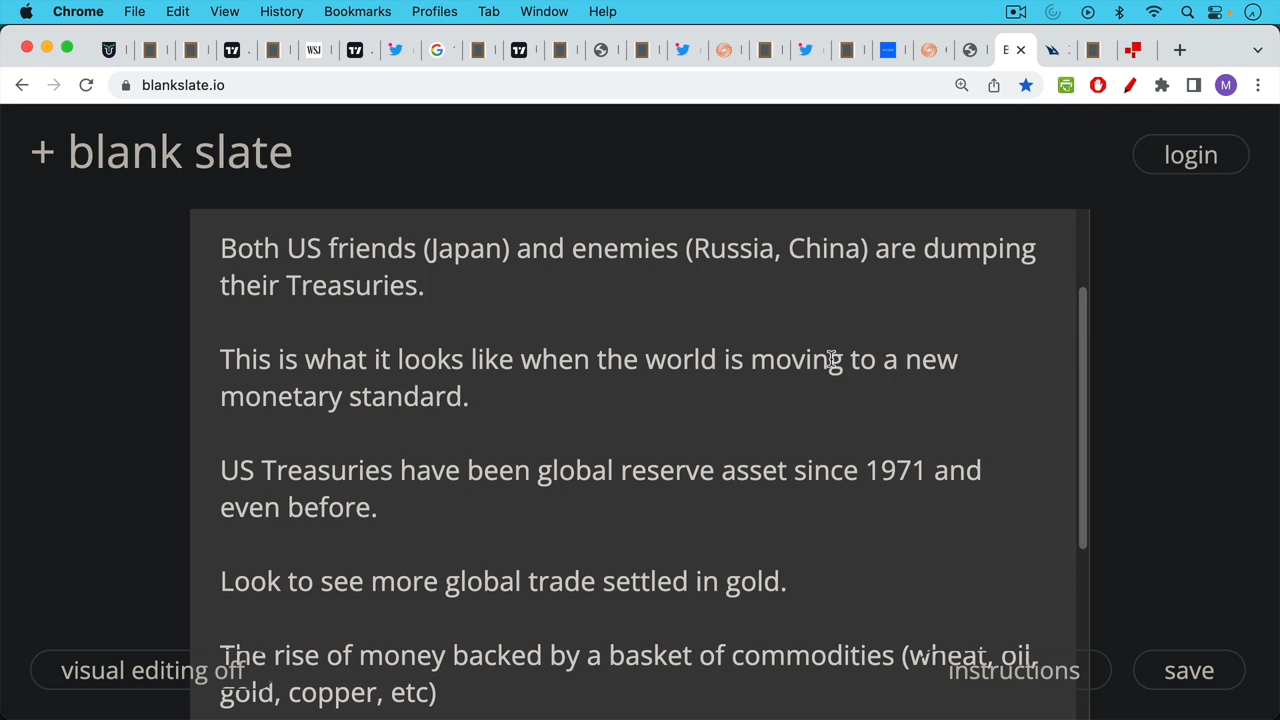 Chrome File Edit View History Bookmarks Profiles Tab Window Help
WSJ
blankslate.io
M
+ blank slate
login
Both US friends (Japan) and enemies (Russia, China) are dumping
their Treasuries.
This is what it looks like when the world is moving to a new
monetary standard.
US Treasuries have been global reserve asset since 1971 and
even before.
Look to see more global trade settled in gold.
The rise of money backed by a basket of commodities (wheat, oil,
gold, copper, etc)
visual editing off
instructions
save